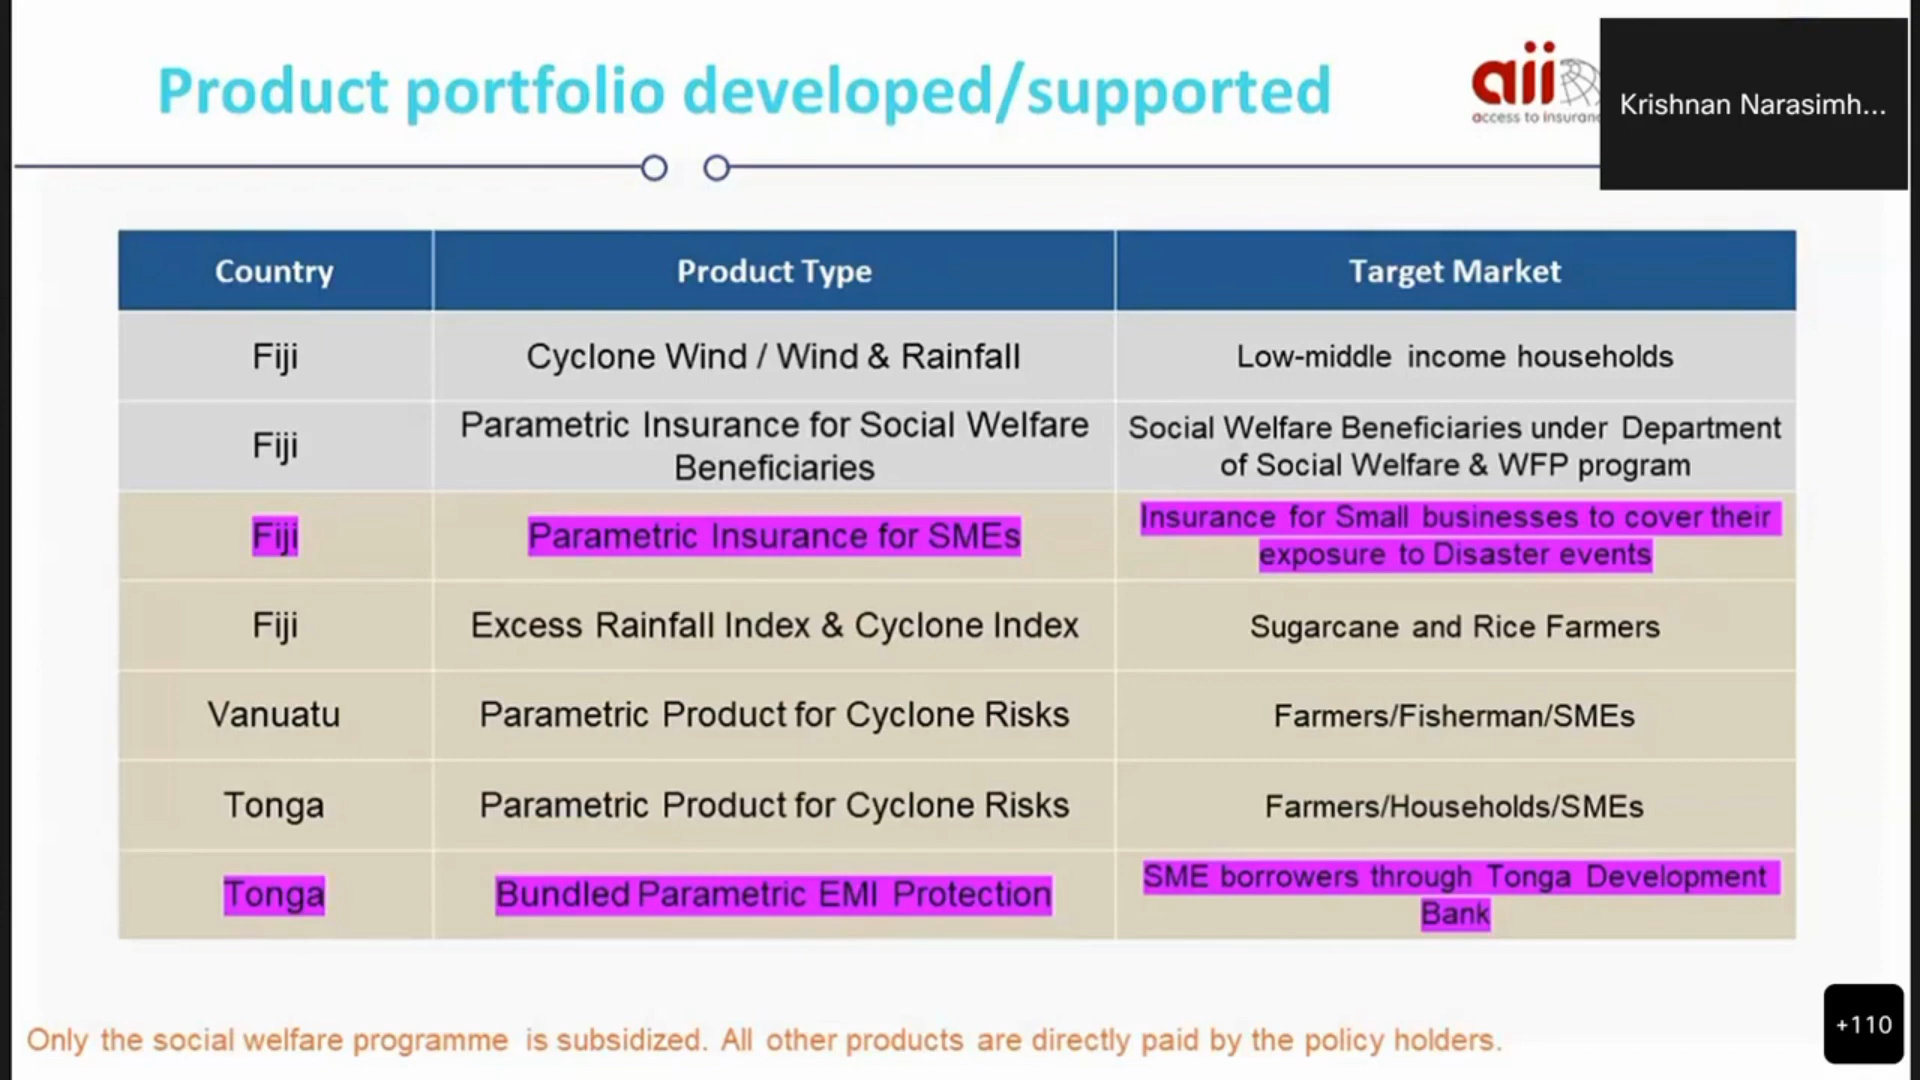 Product portfolio developed/supported
aii
access to insuranc
Krishnan Narasimh...
Country
Product Type
Target Market
Fiji
Cyclone Wind / Wind & Rainfall
Low-middle income households
Fiji
Parametric Insurance for Social Welfare
Beneficiaries
Social Welfare Beneficiaries under Department
of Social Welfare & WFP program
Fiji
Parametric Insurance for SMEs
Insurance for Small businesses to cover their
exposure to Disaster events
Fiji
Excess Rainfall Index & Cyclone Index
Sugarcane and Rice Farmers
Vanuatu
Parametric Product for Cyclone Risks
Farmers/Fisherman/SMEs
Tonga
Parametric Product for Cyclone Risks
Farmers/Households/SMEs
Tonga
Bundled Parametric EMI Protection
SME borrowers through Tonga Development
Bank
Only the social welfare programme is subsidized. All other products are directly paid by the policy holders.
+110